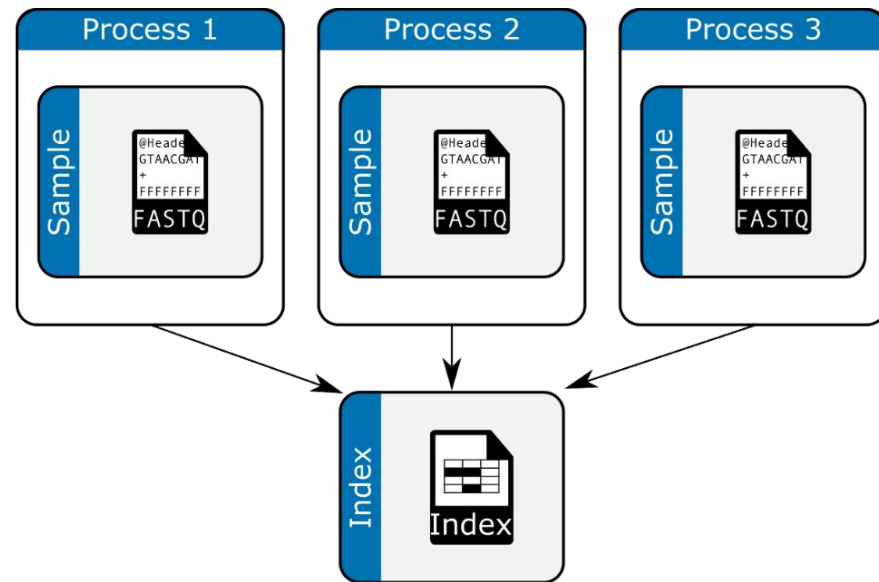 Process 1
Process 2
Process 3
Sample
@Heade
GTAACGAT
+
FFFFFFFF
FASTQ
Sample
@Heade
GTAACGAT
+
FFFFFFFF
FASTQ
Sample
@Heade
GTAACGAT
+
FFFFFFFF
FASTQ
Index
Index